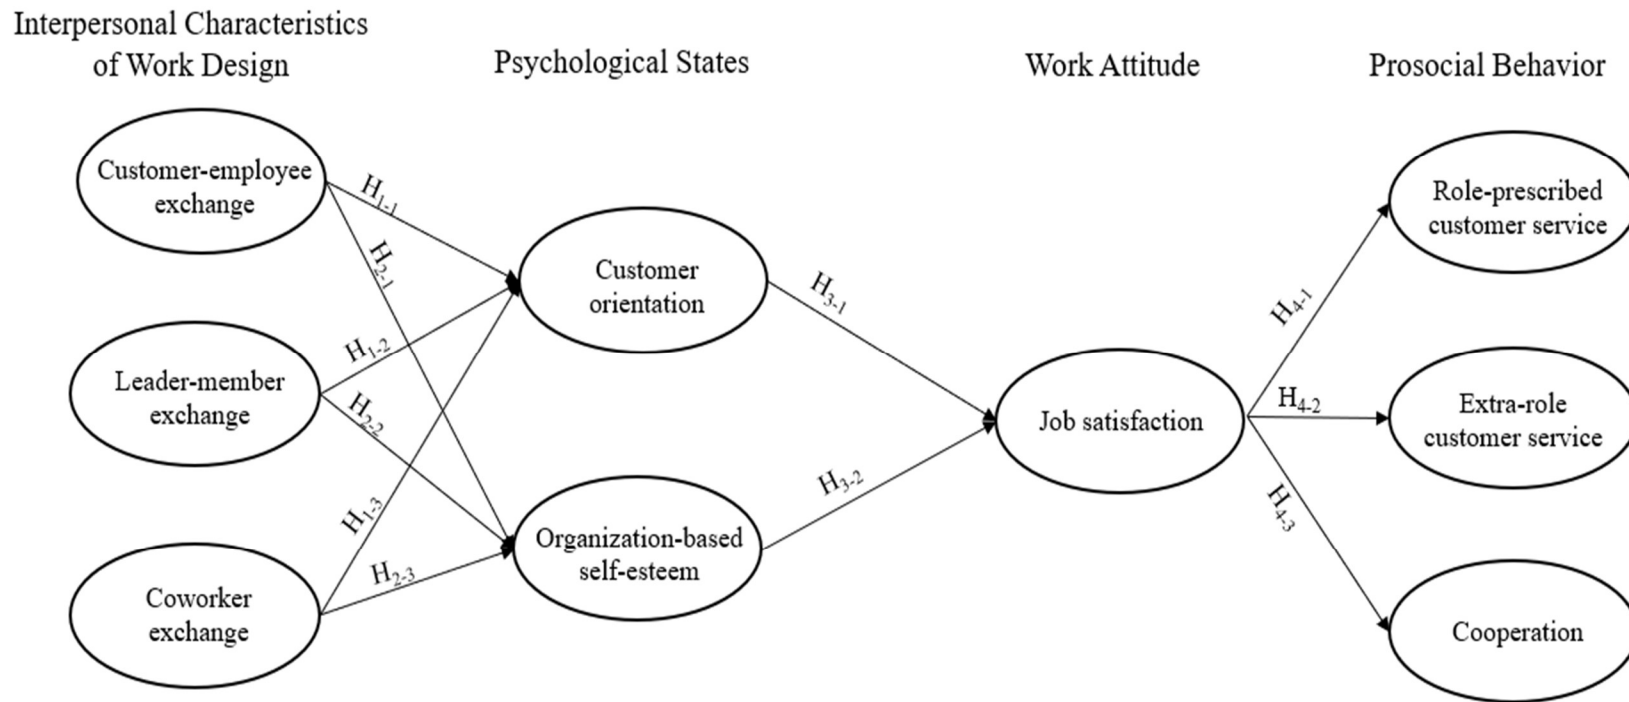 Interpersonal Characteristics
of Work Design
Psychological States
Work Attitude
Prosocial Behavior
Customer-employee
exchange
Leader-member
exchange
Coworker
exchange
H1-1
H2-1
H1-2
H2-2
H1-3
H2-3
Customer
orientation
Organization-based
self-esteem
H3-1
H3-2
Job satisfaction
H4-1
H4-2
H4-3
Role-prescribed
customer service
Extra-role
customer service
Cooperation